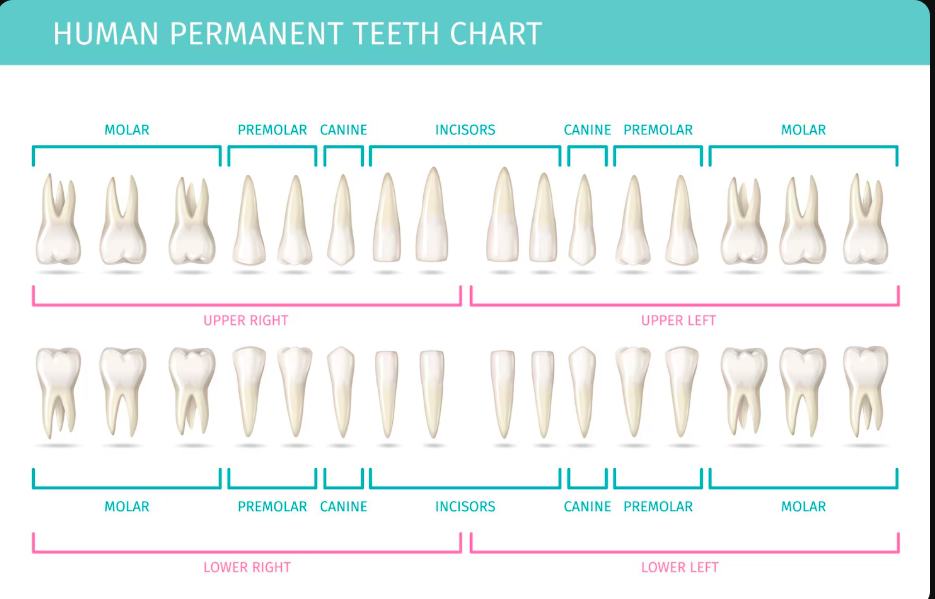 HUMAN PERMANENT TEETH CHART
MOLAR PREMOLAR CANINE INCISORS CANINE PREMOLAR MOLAR
UPPER RIGHT UPPER LEFT
MOLAR PREMOLAR CANINE INCISORS CANINE PREMOLAR MOLAR
LOWER RIGHT LOWER LEFT